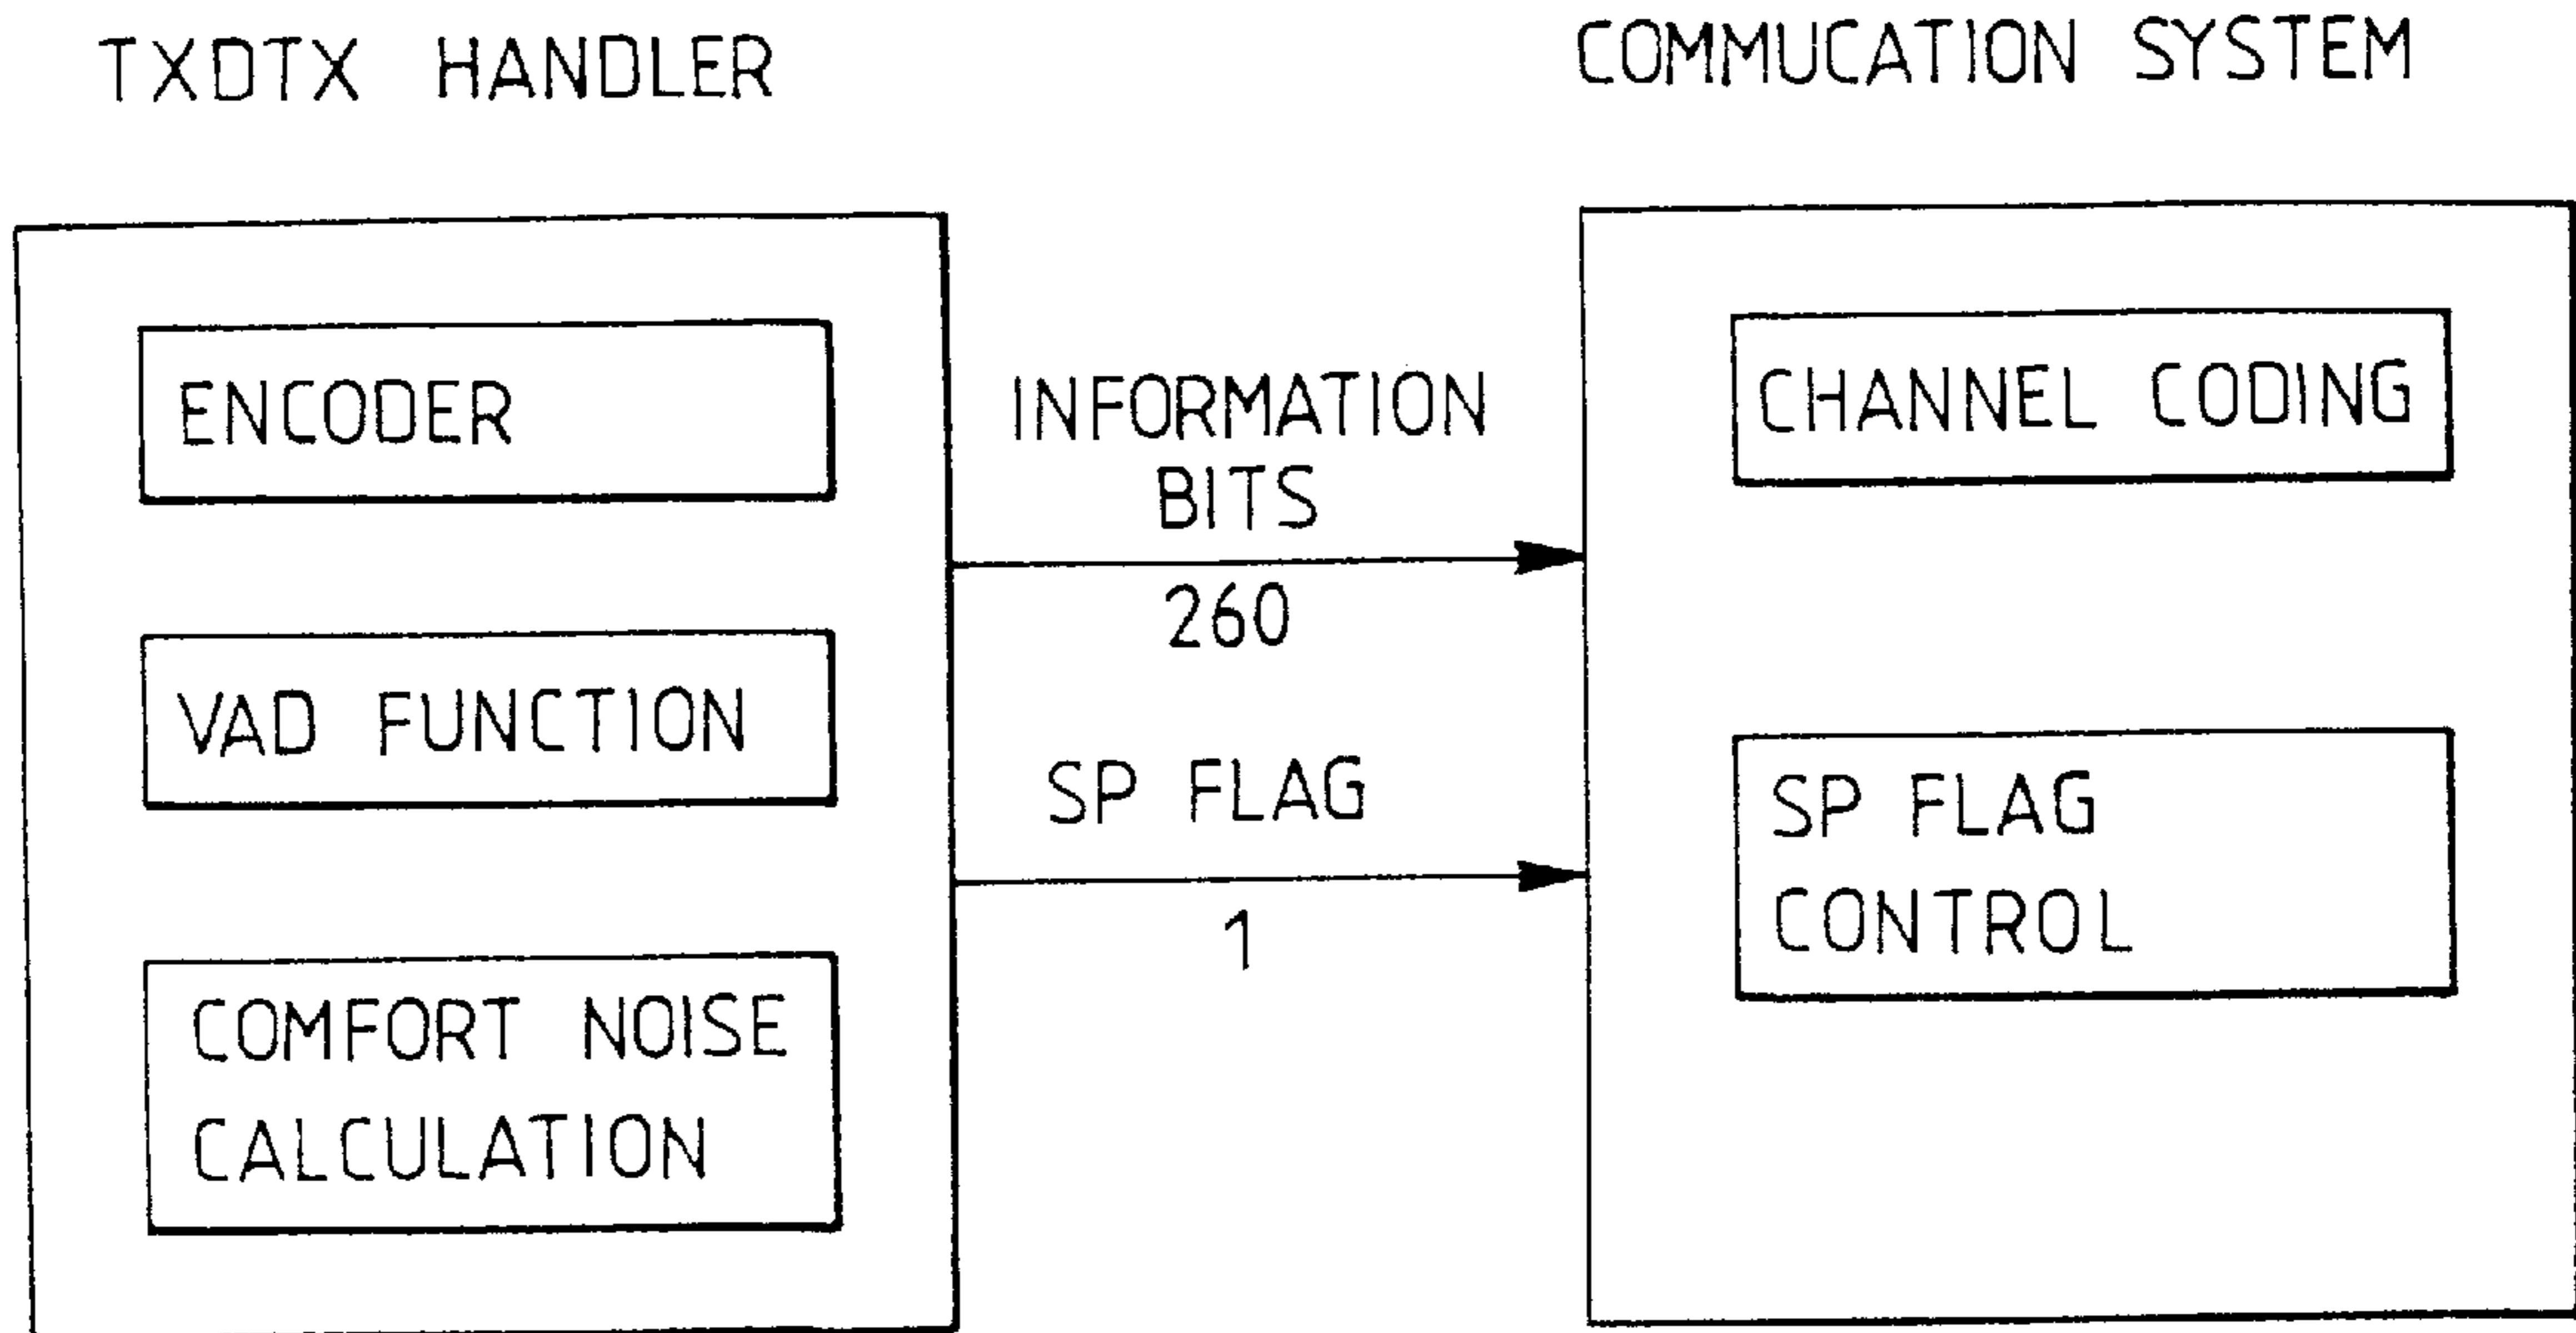 TXDTX HANDLER
COMMUCATION SYSTEM
ENCODER
VAD FUNCTION
COMFORT NOISE
CALCULATION
INFORMATION
BITS
260
SP FLAG
1
CHANNEL CODING
SP FLAG
CONTROL